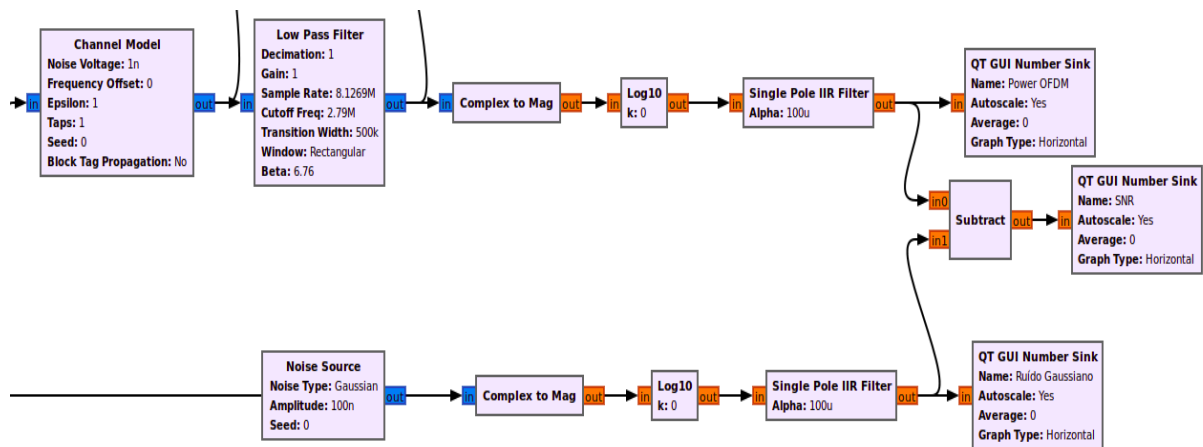 Channel Model
Noise Voltage: 1n
Frequency Offset: 0
Epsilon: 1
Taps: 1
Seed: 0
Block Tag Propagation: No
in
out
Low Pass Filter
Decimation: 1
Gain: 1
Sample Rate: 8.1269M
Cutoff Freq: 2.79M
Transition Width: 500k
Window: Rectangular
Beta: 6.76
in
out
Complex to Mag
in
out
Log10
k: 0
in
out
Single Pole IIR Filter
Alpha: 100u
in
out
QT GUI Number Sink
Name: Power OFDM
Autoscale: Yes
Average: 0
Graph Type: Horizontal
in
in0
in1
Subtract
out
QT GUI Number Sink
Name: SNR
Autoscale: Yes
Average: 0
Graph Type: Horizontal
in
Noise Source
Noise Type: Gaussian
Amplitude: 100n
Seed: 0
out
in
Complex to Mag
out
in
Log10
k: 0
out
in
Single Pole IIR Filter
Alpha: 100u
out
in
QT GUI Number Sink
Name: Ruído Gaussiano
Autoscale: Yes
Average: 0
Graph Type: Horizontal